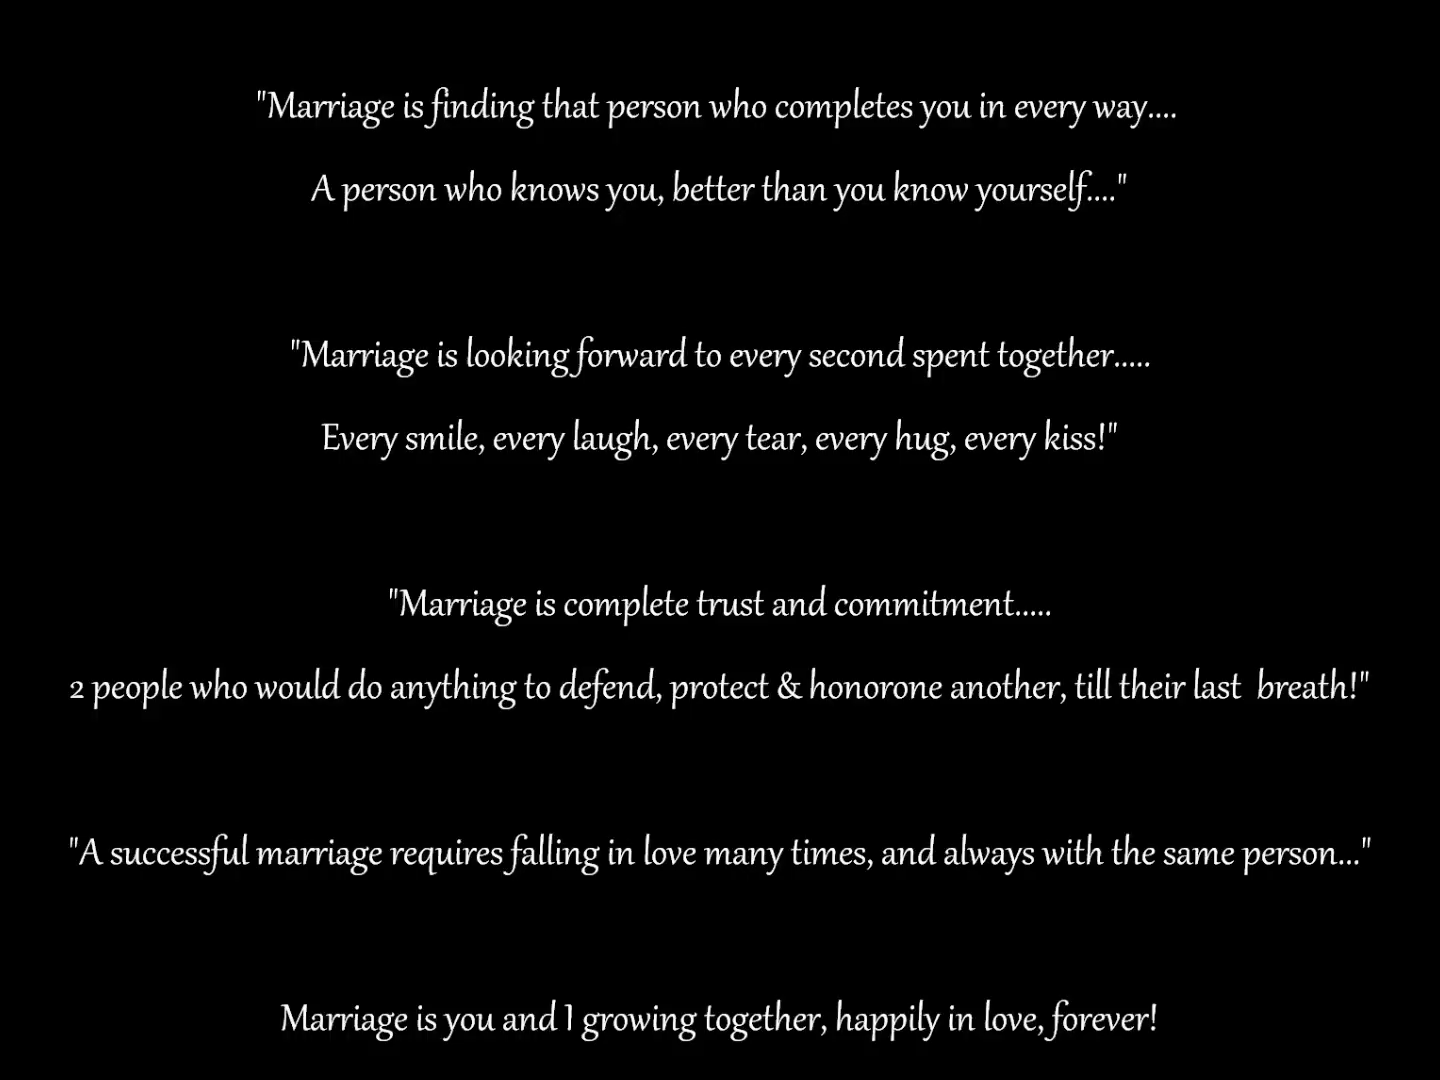 "Marriage is finding that person who completes you in every way....
A person who knows you, better than you know yourself...."
"Marriage is looking forward to every second spent together.....
Every smile, every laugh, every tear, every hug, every kiss!"
"Marriage is complete trust and commitment.....
2 people who would do anything to defend, protect & honorone another, till their last  breath!"
"A successful marriage requires falling in love many times, and always with the same person..."
Marriage is you and I growing together, happily in love, forever!